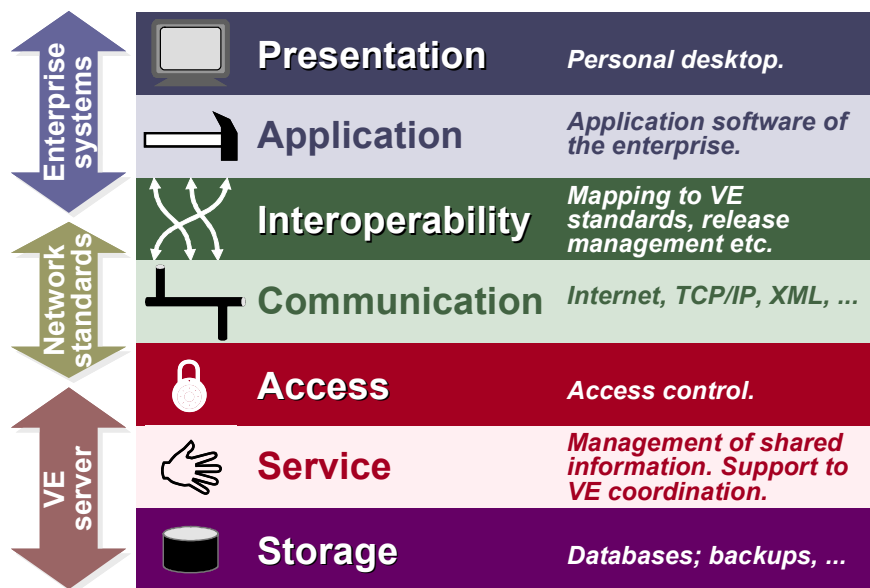 Enterprise
systems
Presentation
Personal desktop.
Application
Application software of
the enterprise.
Interoperability
Mapping to VE
standards, release
management etc.
Network
standards
Communication
Internet, TCP/IP, XML, ...
VE
server
Access
Access control.
Service
Management of shared
information. Support to
VE coordination.
Storage
Databases; backups, ...